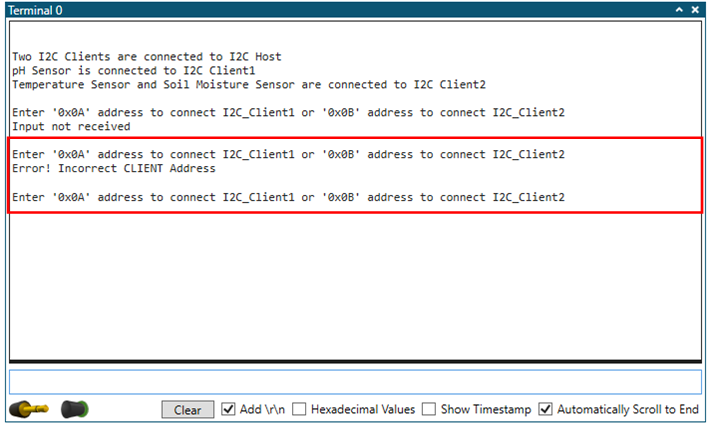 Terminal 0
Two I2C Clients are connected to I2C Host
pH Sensor is connected to I2C Client1
Temperature Sensor and Soil Moisture Sensor are connected to I2C Client2
Enter '0x0A' address to connect I2C_Client1 or '0x0B' address to connect I2C_Client2
Input not received
Enter '0x0A' address to connect I2C_Client1 or '0x0B' address to connect I2C_Client2
Error! Incorrect CLIENT Address
Enter '0x0A' address to connect I2C_Client1 or '0x0B' address to connect I2C_Client2
Clear Add \r\n Hexadecimal Values Show Timestamp Automatically Scroll to End